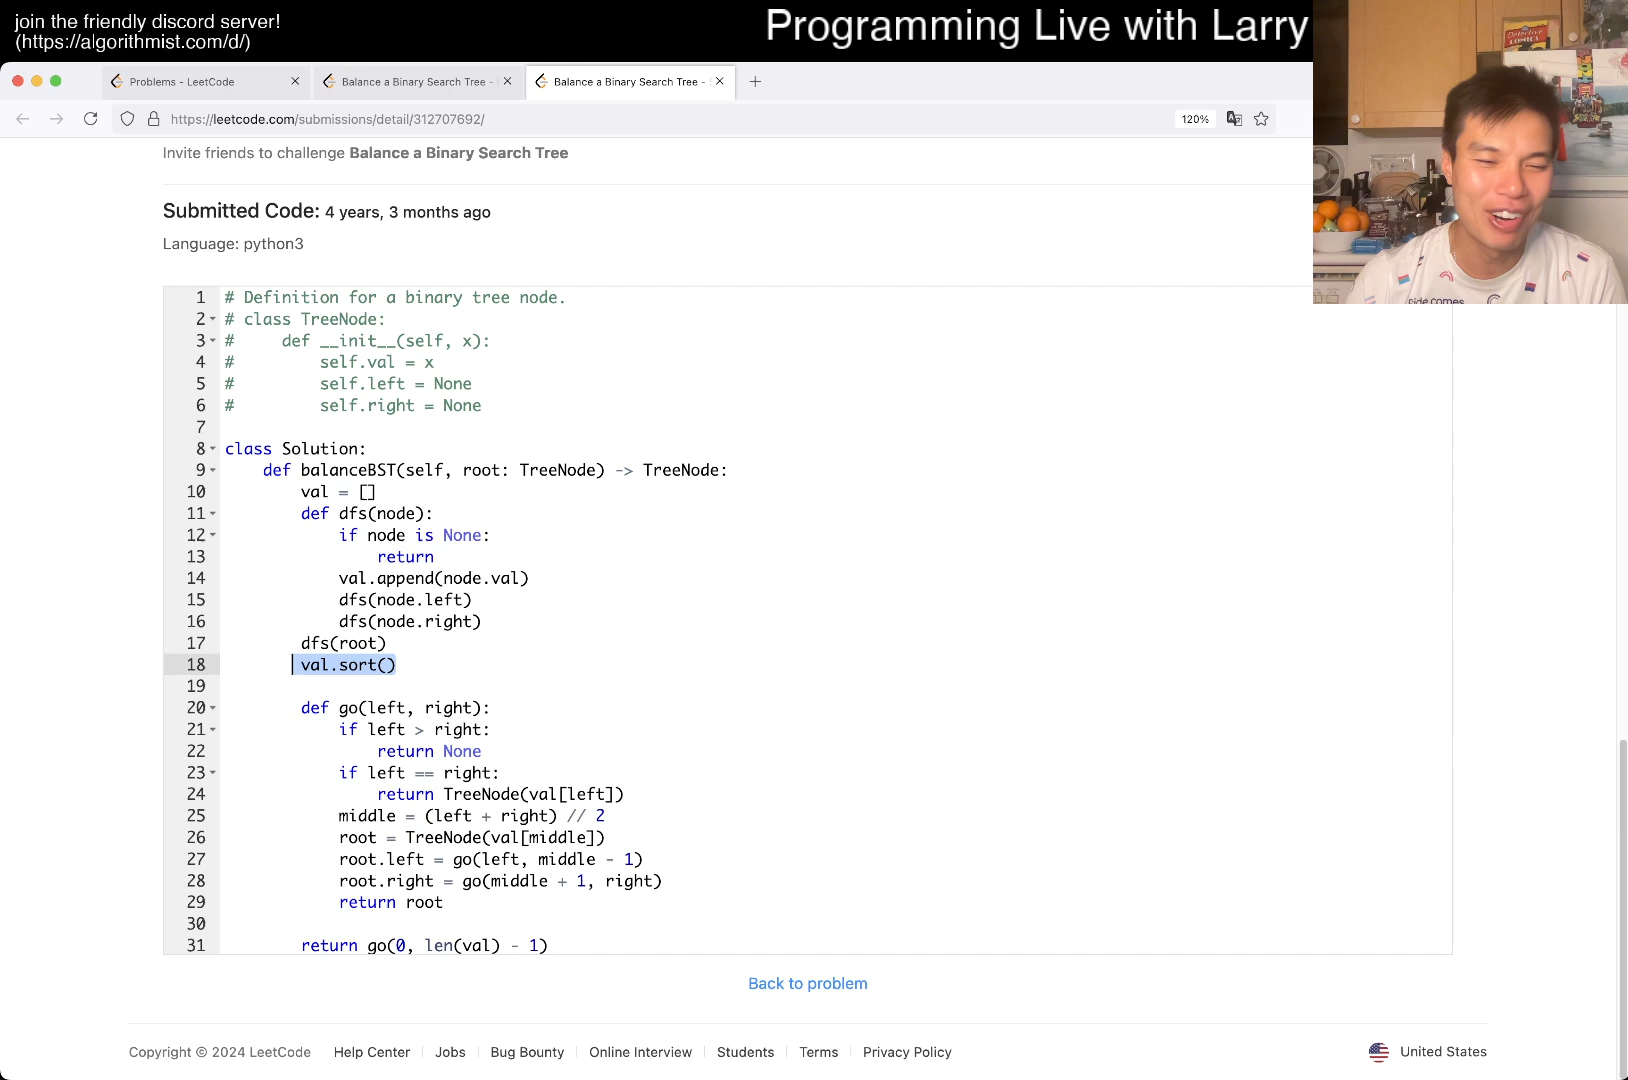 join the friendly discord server!
(https://algorithmist.com/d/)
Programming Live with Larry
Problems - LeetCode
Balance a Binary Search Tree -
Balance a Binary Search Tree -
https://leetcode.com/submissions/detail/312707692/
120%
Invite friends to challenge Balance a Binary Search Tree
Submitted Code: 4 years, 3 months ago
Language: python3
1 # Definition for a binary tree node.
2 # class TreeNode:
3 #     def __init__(self, x):
4 #         self.val = x
5 #         self.left = None
6 #         self.right = None
7
8 class Solution:
9     def balanceBST(self, root: TreeNode) -> TreeNode:
10         val = []
11         def dfs(node):
12             if node is None:
13                 return
14             val.append(node.val)
15             dfs(node.left)
16             dfs(node.right)
17         dfs(root)
18         val.sort()
19
20         def go(left, right):
21             if left > right:
22                 return None
23             if left == right:
24                 return TreeNode(val[left])
25             middle = (left + right) // 2
26             root = TreeNode(val[middle])
27             root.left = go(left, middle - 1)
28             root.right = go(middle + 1, right)
29             return root
30
31         return go(0, len(val) - 1)
Back to problem
Copyright © 2024 LeetCode
Help Center
Jobs
Bug Bounty
Online Interview
Students
Terms
Privacy Policy
United States